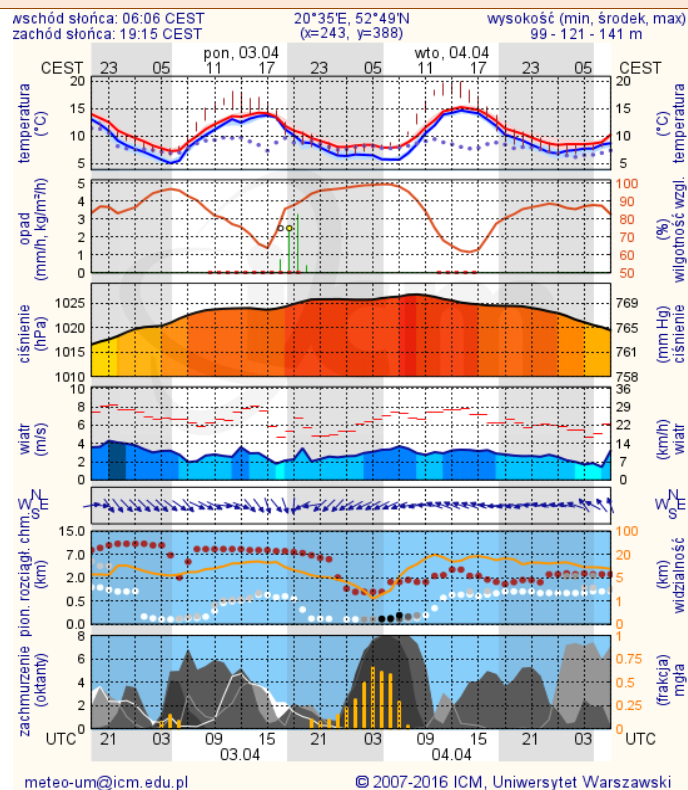 wschód słońca: 06:06 CEST 20°35'E, 52°49'N wysokość (min, środek, max)
zachód słońca: 19:15 CEST (x=243, y=388) 99 - 121 - 141 m
pon, 03.04 wto, 04.04
CEST 23 05 11 17 23 05 11 17 23 05 CEST
temperatura (°C) 20 15 10 5 20 15 10 5 temperatura (°C)
opad (mm/h, kg/m²/h) 5 4 3 2 1 0 100 90 80 70 60 50 (%) wilgotność wzgl.
ciśnienie (hPa) 1025 1020 1015 1010 769 765 761 758 (mm Hg) ciśnienie
wiatr (m/s) 10 8 6 4 2 0 36 29 22 14 7 0 (km/h) wiatr
N W E S N W E S
pion. rozciągł. chm. (km) 15.0 7.0 2.0 0.5 0.0 100 20 5 1 0 (km) widzialność
zachmurzenie (oktanty) 8 6 4 2 0 1 0.75 0.5 0.25 0 (frakcja) mgła
UTC 21 03 09 15 21 03 09 15 21 03 UTC
03.04 04.04
meteo-um@icm.edu.pl © 2007-2016 ICM, Uniwersytet Warszawski